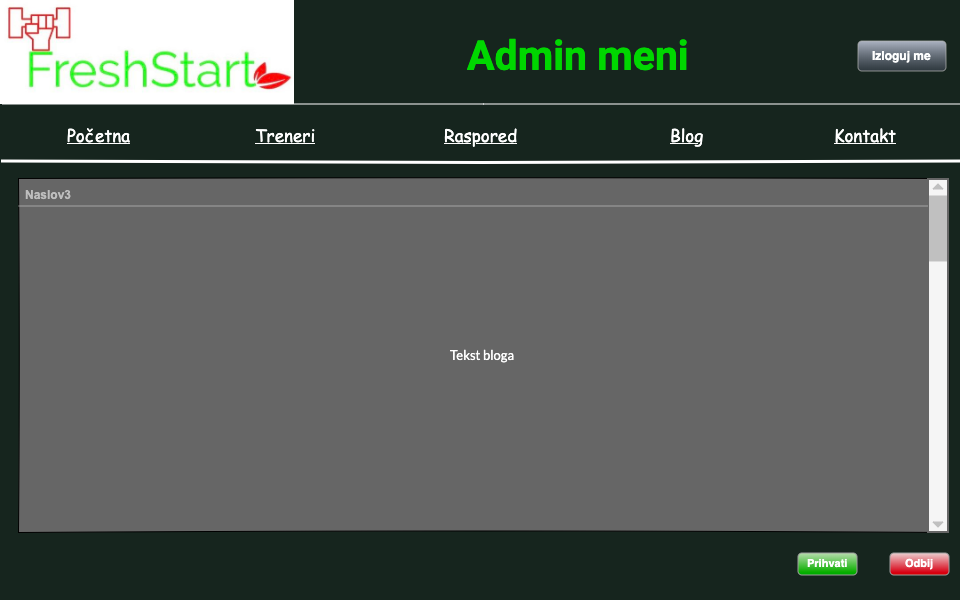 FreshStart
Admin meni
Izloguj me
Početna
Treneri
Raspored
Blog
Kontakt
Naslov3
Tekst bloga
Prihvati
Odbij